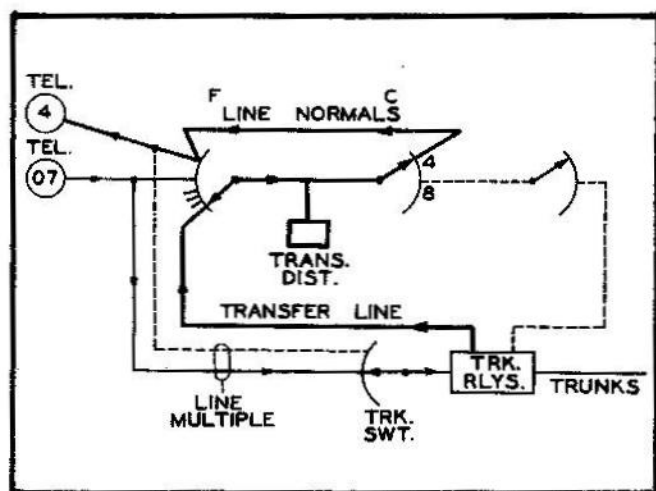 TEL.
4
TEL.
07
F
C
LINE NORMALS
4
8
TRANS.
DIST.
TRANSFER LINE
LINE
MULTIPLE
TRK.
SWT.
TRK.
RLYS.
TRUNKS